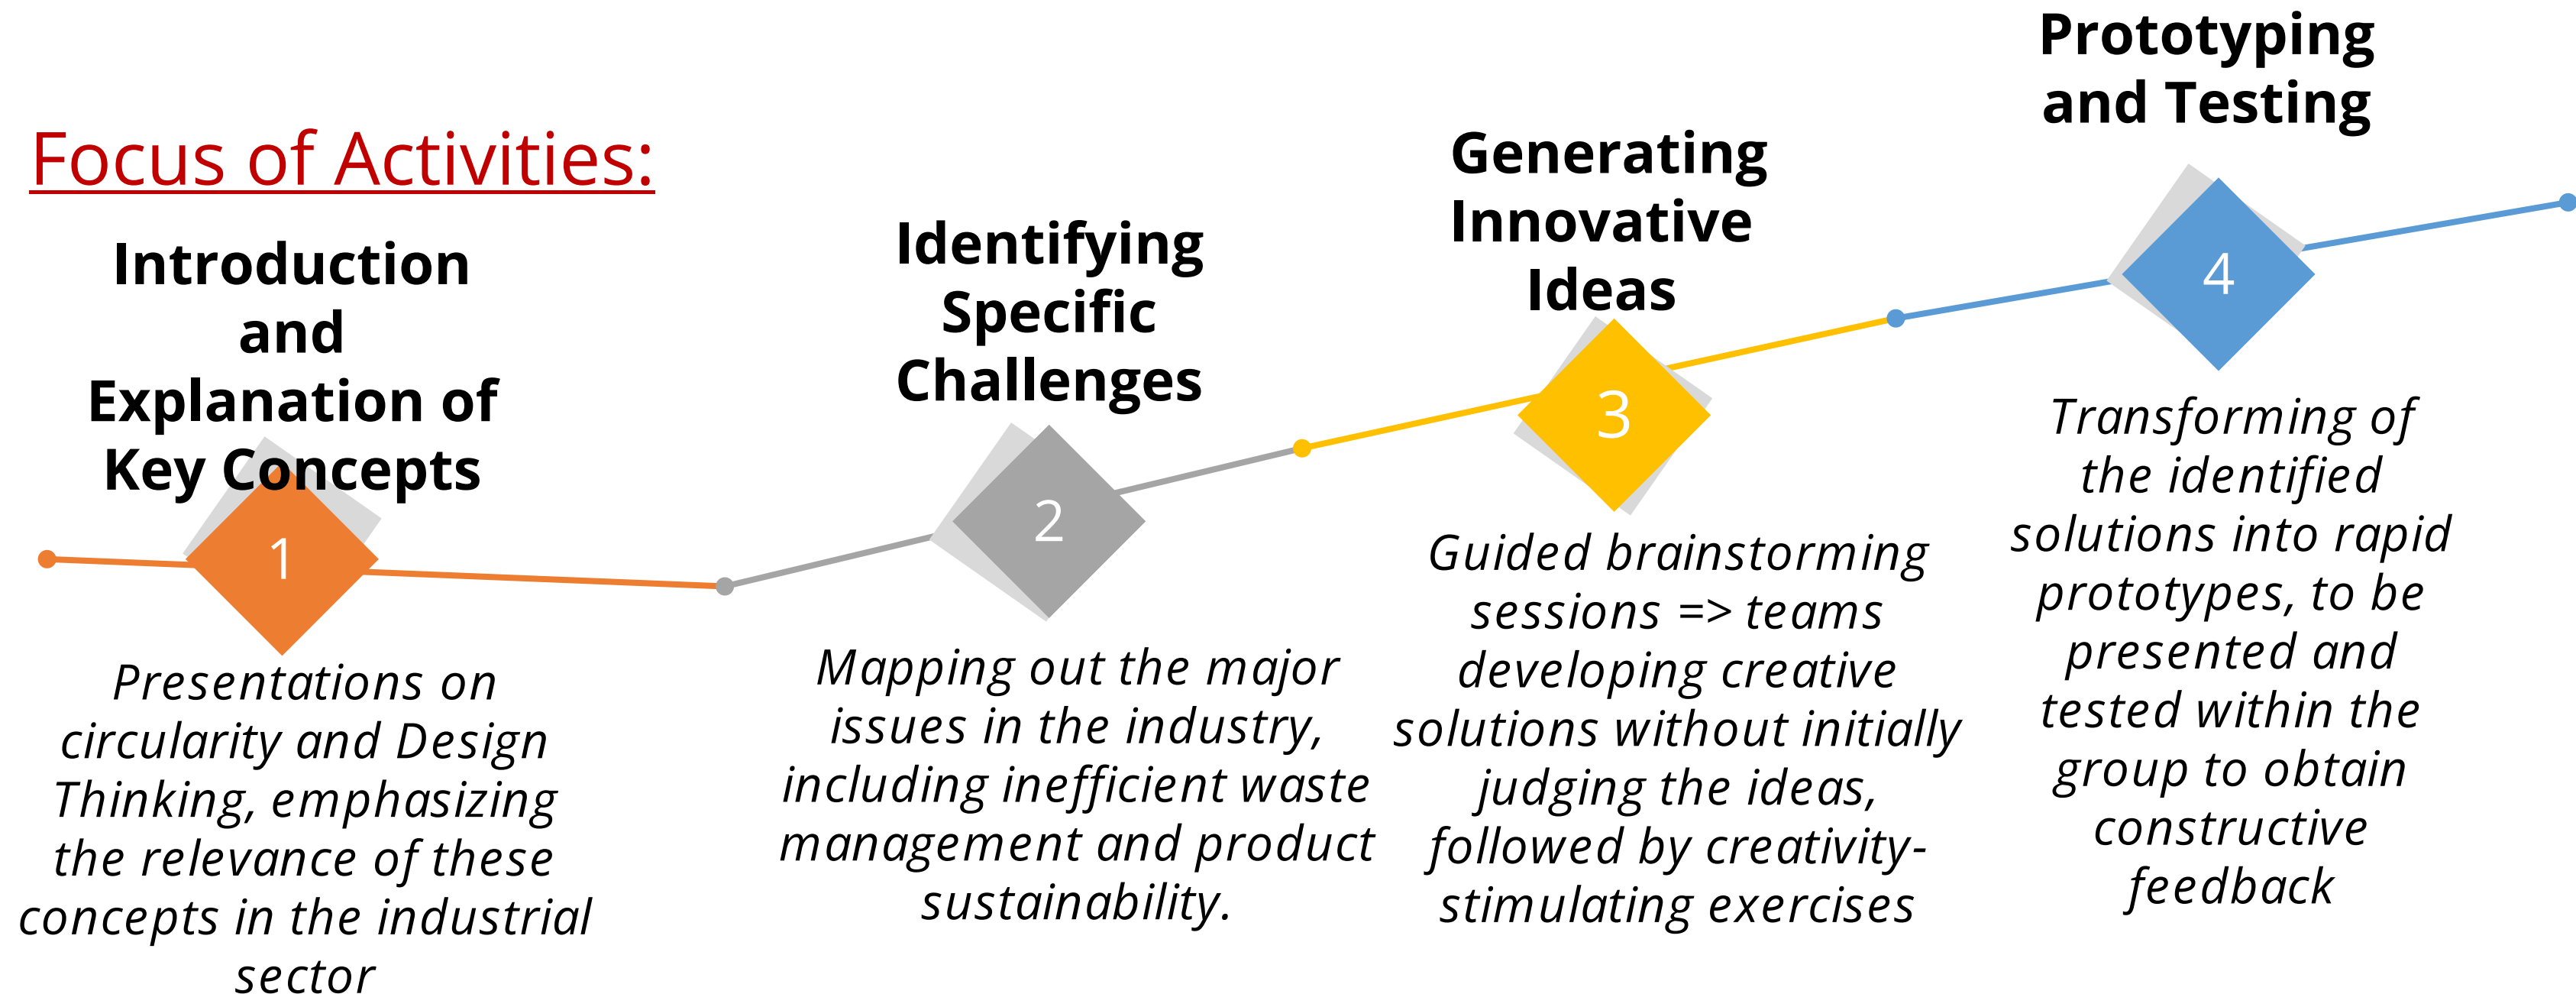 Focus of Activities:
Introduction
and
Explanation of
Key Concepts
1
Presentations on
circularity and Design
Thinking, emphasizing
the relevance of these
concepts in the industrial
sector
Identifying
Specific
Challenges
2
Mapping out the major
issues in the industry,
including inefficient waste
management and product
sustainability.
Generating
Innovative
Ideas
3
Guided brainstorming
sessions => teams
developing creative
solutions without initially
judging the ideas,
followed by creativity-
stimulating exercises
Prototyping
and Testing
4
Transforming of
the identified
solutions into rapid
prototypes, to be
presented and
tested within the
group to obtain
constructive
feedback